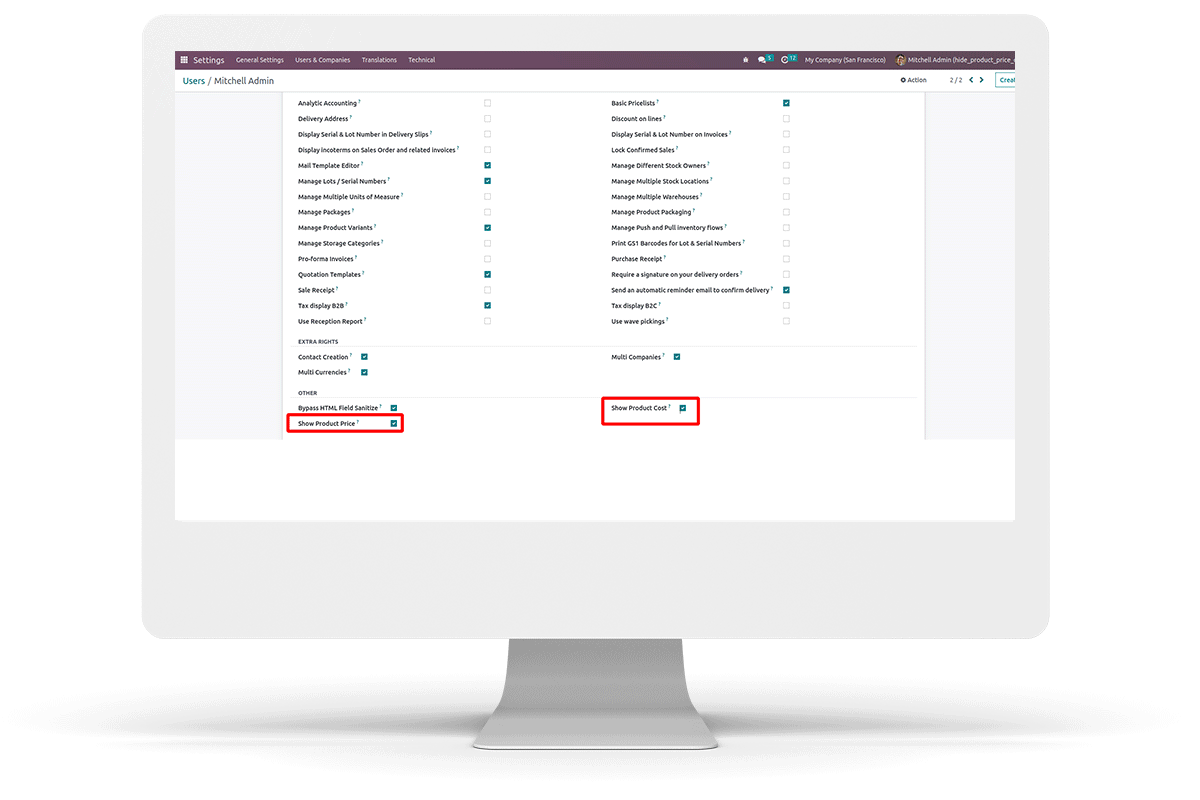 Settings General Settings Users & Companies Translations Technical 5 12 My Company (San Francisco) Mitchell Admin (hide_product_price_
Users / Mitchell Admin Action 2 / 2 Creat
Analytic Accounting ? Basic Pricelists ?
Delivery Address ? Discount on lines ?
Display Serial & Lot Number in Delivery Slips ? Display Serial & Lot Number on Invoices ?
Display incoterms on Sales Order and related invoices ? Lock Confirmed Sales ?
Mail Template Editor ? Manage Different Stock Owners ?
Manage Lots / Serial Numbers ? Manage Multiple Stock Locations ?
Manage Multiple Units of Measure ? Manage Multiple Warehouses ?
Manage Packages ? Manage Product Packaging ?
Manage Product Variants ? Manage Push and Pull inventory flows ?
Manage Storage Categories ? Print GS1 Barcodes for Lot & Serial Numbers ?
Pro-forma Invoices ? Purchase Receipt ?
Quotation Templates ? Require a signature on your delivery orders ?
Sale Receipt ? Send an automatic reminder email to confirm delivery ?
Tax display B2B ? Tax display B2C ?
Use Reception Report ? Use wave pickings ?
EXTRA RIGHTS
Contact Creation ? Multi Companies ?
Multi Currencies ?
OTHER
Bypass HTML Field Sanitize ? Show Product Cost ?
Show Product Price ?